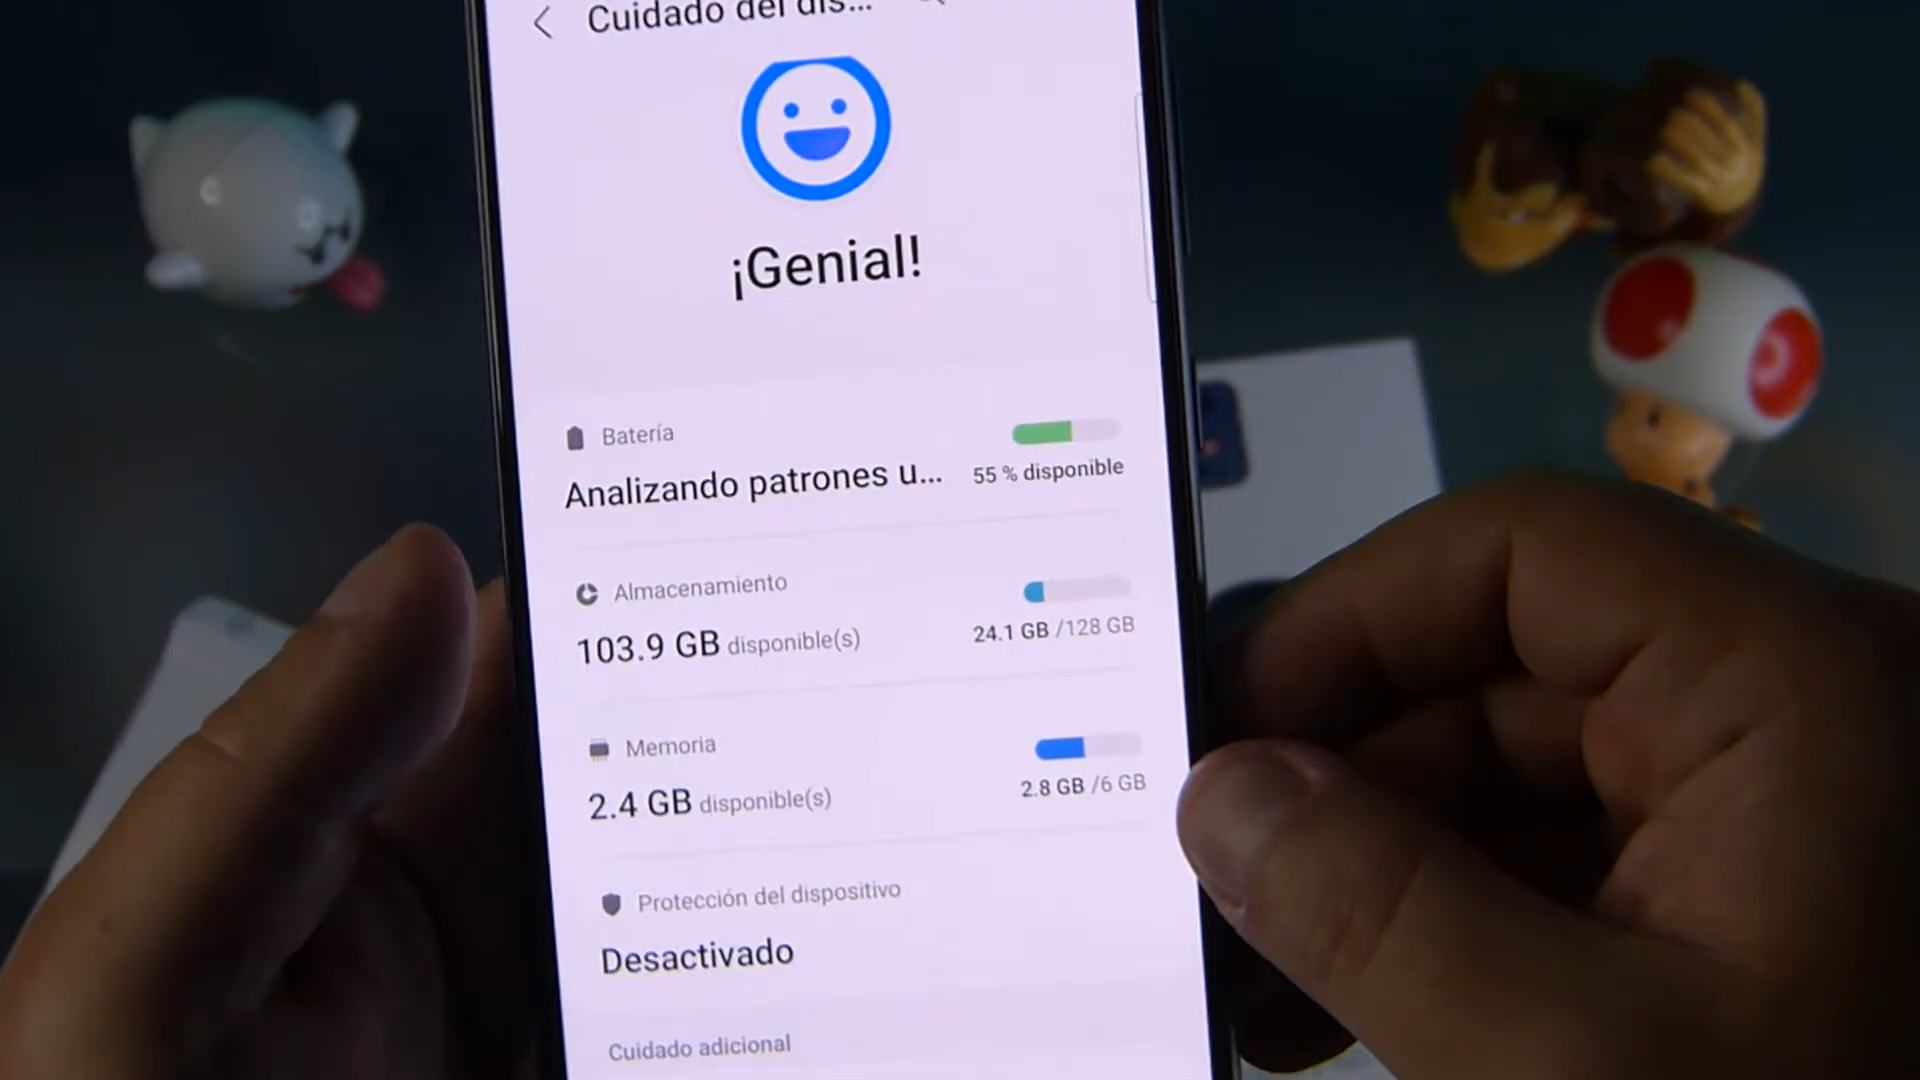 Cuidado del dis...
¡Genial!
Batería
Analizando patrones u...
55 % disponible
Almacenamiento
103.9 GB disponible(s)
24.1 GB /128 GB
Memoria
2.4 GB disponible(s)
2.8 GB /6 GB
Protección del dispositivo
Desactivado
Cuidado adicional